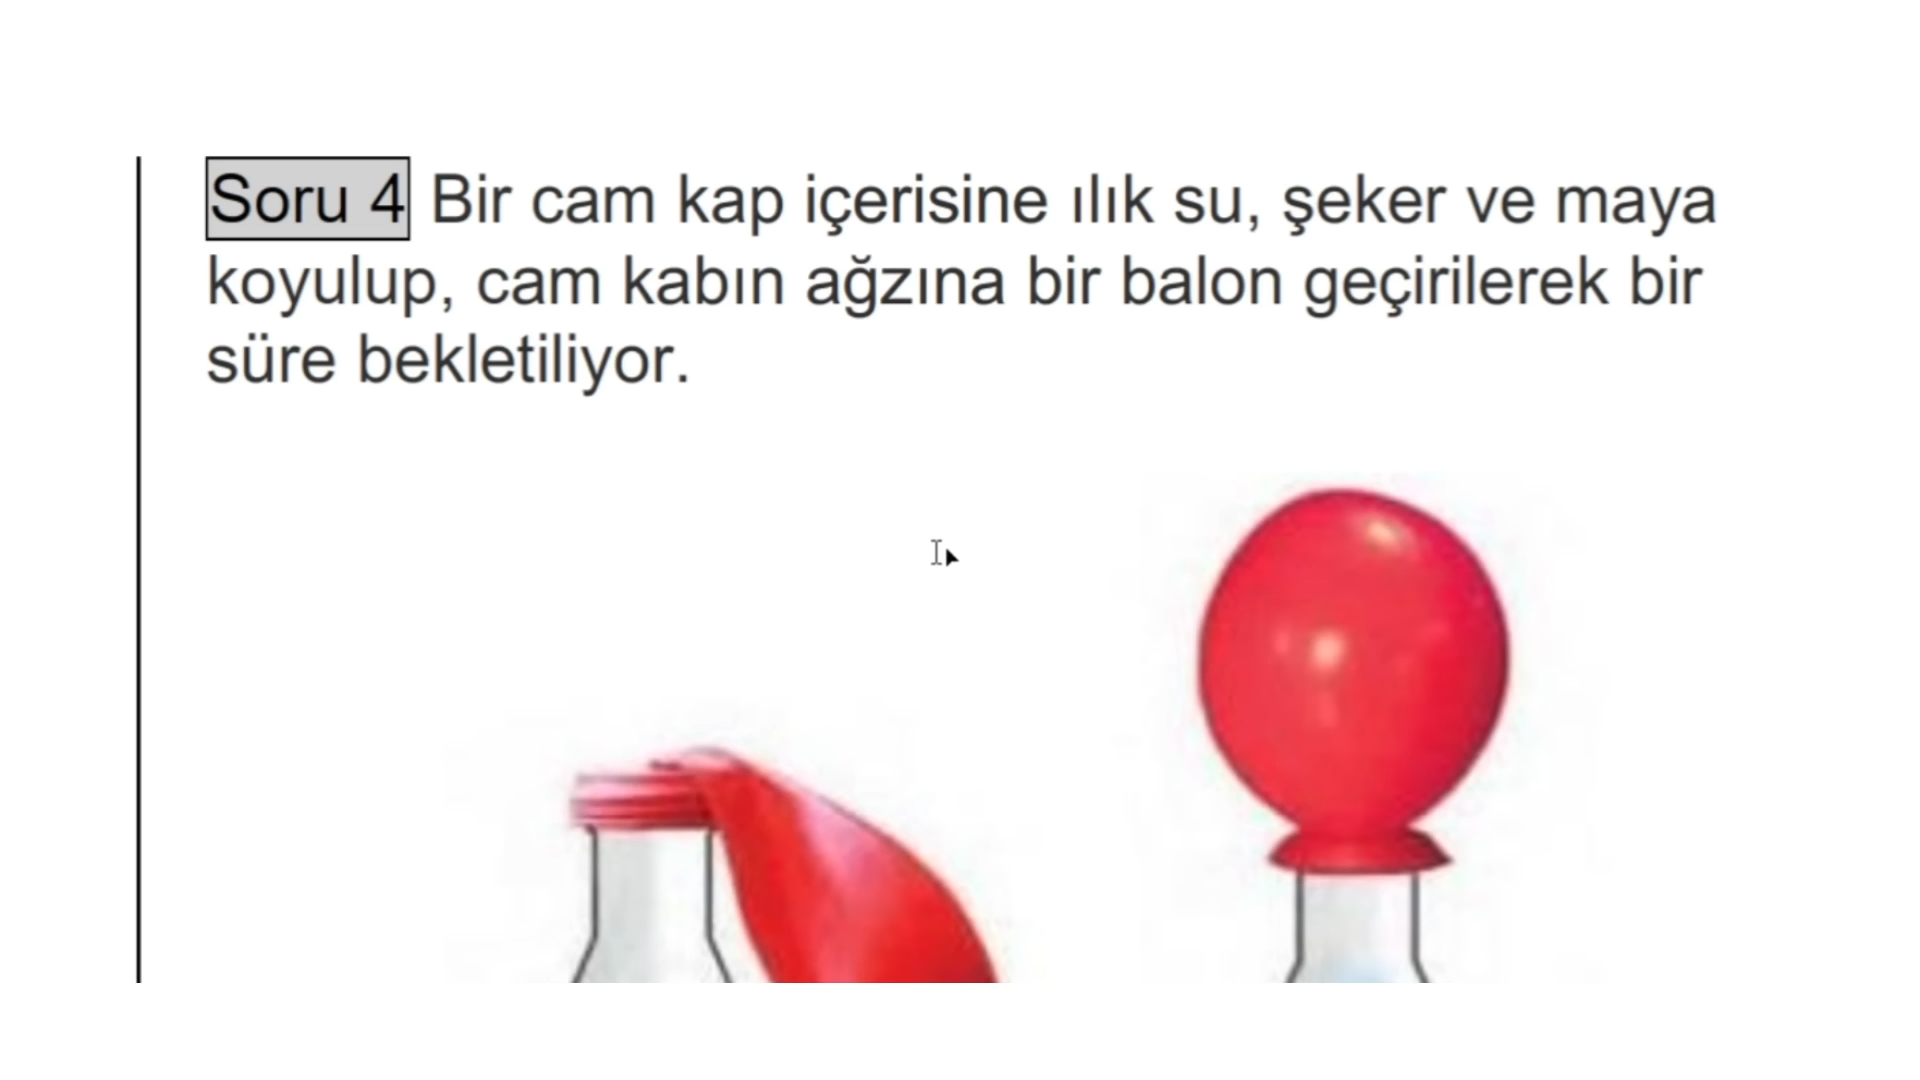 Soru 4 Bir cam kap içerisine ılık su, şeker ve maya
koyulup, cam kabın ağzına bir balon geçirilerek bir
süre bekletiliyor.